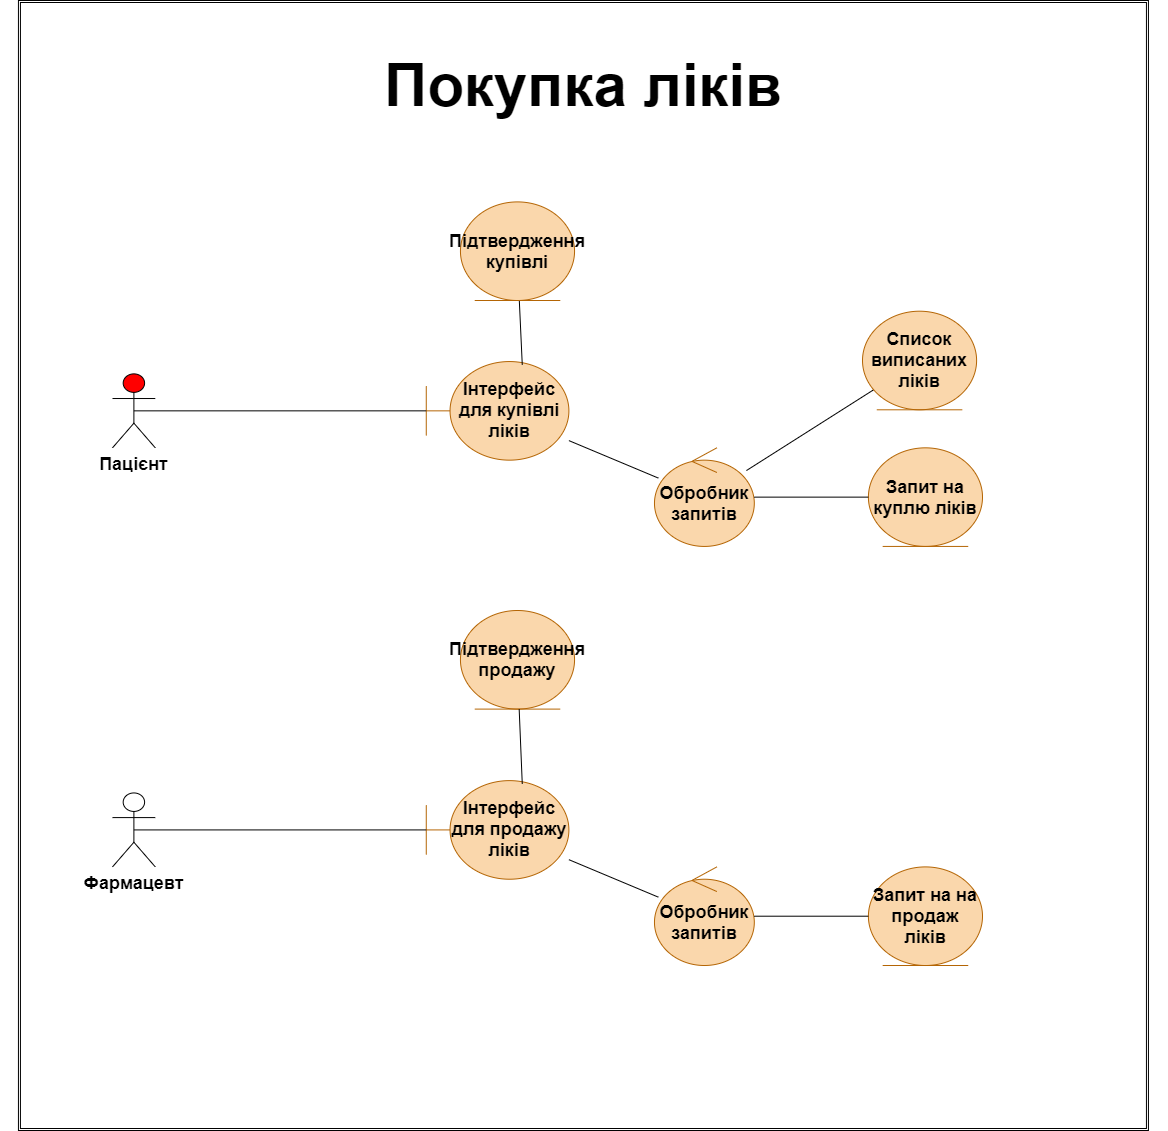 Покупка ліків
Підтвердження
купівлі
Список
виписаних
ліків
Інтерфейс
для купівлі
ліків
Пацієнт
Обробник
запитів
Запит на
куплю ліків
Підтвердження
продажу
Інтерфейс
для продажу
ліків
Фармацевт
Обробник
запитів
Запит на на
продаж
ліків